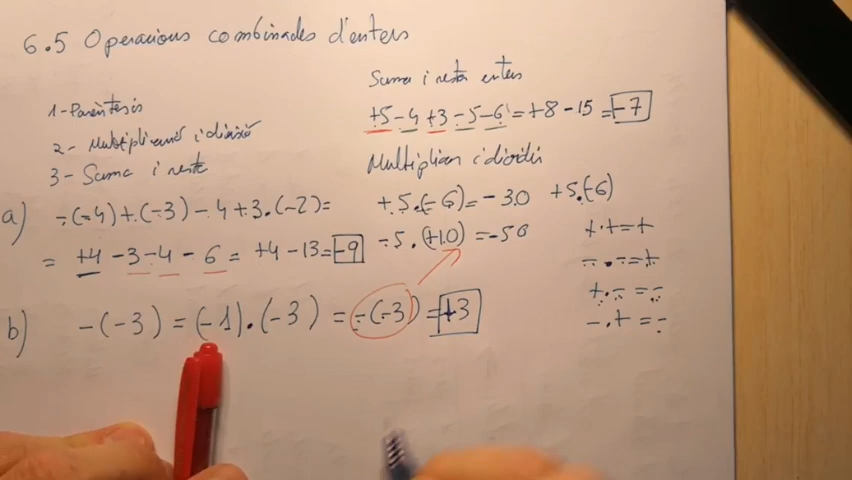 6.5 Operacions combinades d'enters
1-Parèntesis
2- Multiplicació i divisió
3- Suma i resta
Suma i resta enters
+5-4+3-5-6=+8-15=-7
Multiplicar i dividir
+5.(-6)=-30 +5.(-6)
-5.(+10)=-50
+.+=+
-.-=+
+.-=-
-.+=-
a) -(-4)+(-3)-4+3.(-2)=
= +4-3-4-6= +4-13=-9
b) -(-3)=(-1).(-3)=-(-3)=+3